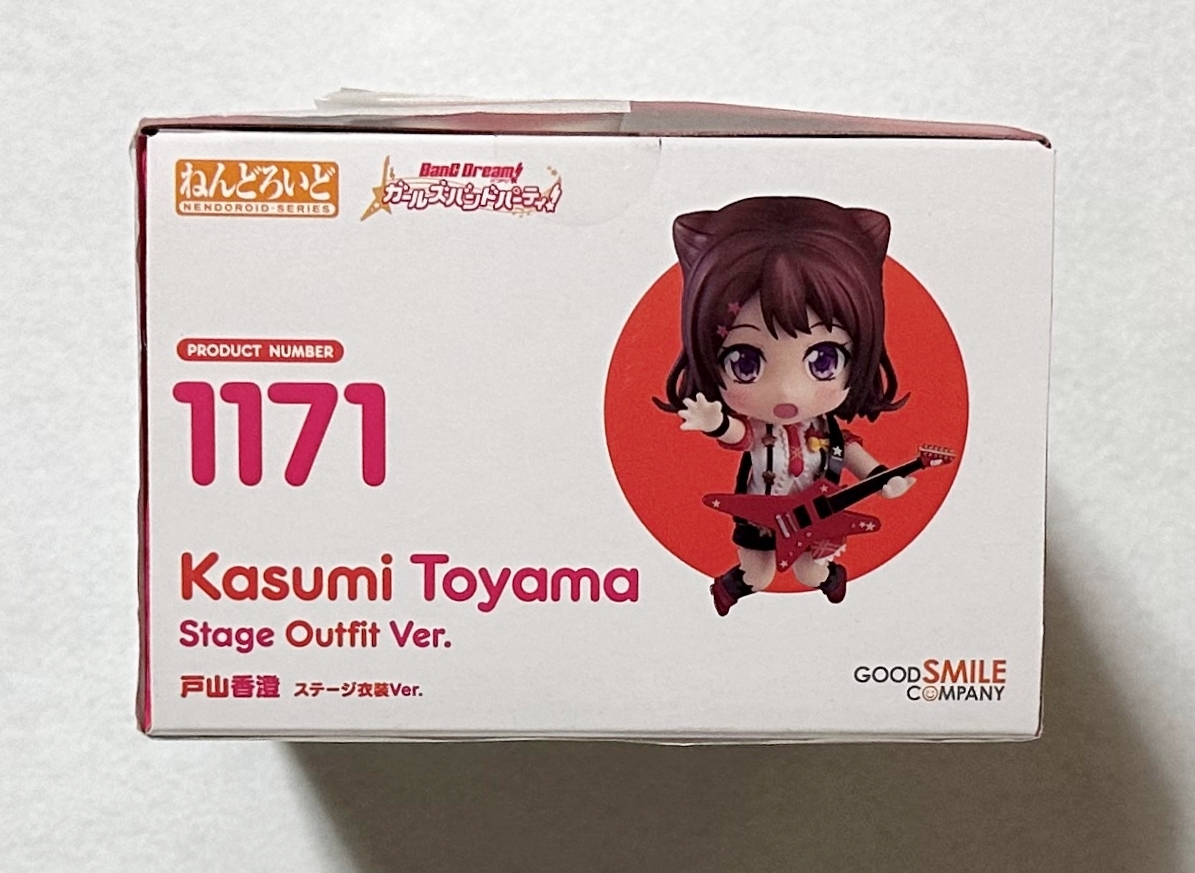 ねんどろいど
NENDOROID-SERIES
BanG Dream!
ガールズバンドパーティ!
PRODUCT NUMBER
1171
Kasumi Toyama
Stage Outfit Ver.
戸山香澄 ステージ衣装Ver.
GOOD SMILE
COMPANY